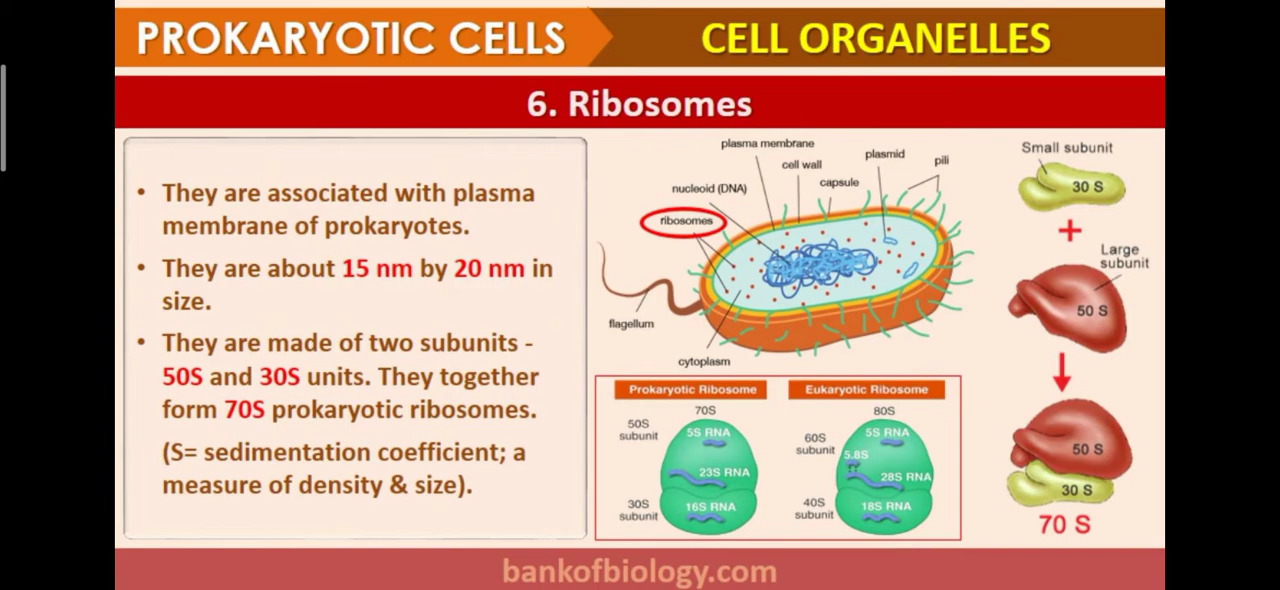 PROKARYOTIC CELLS
CELL ORGANELLES
6. Ribosomes
• They are associated with plasma
membrane of prokaryotes.
• They are about 15 nm by 20 nm in
size.
• They are made of two subunits -
50S and 30S units. They together
form 70S prokaryotic ribosomes.
(S= sedimentation coefficient; a
measure of density & size).
plasma membrane
cell wall
plasmid
pili
nucleoid (DNA)
capsule
ribosomes
flagellum
cytoplasm
Small subunit
30 S
+
Large
subunit
50 S
50 S
30 S
70 S
Prokaryotic Ribosome
70S
50S
subunit
5S RNA
23S RNA
30S
subunit
16S RNA
Eukaryotic Ribosome
80S
60S
subunit
5S RNA
5.8S
28S RNA
40S
subunit
18S RNA
bankofbiology.com